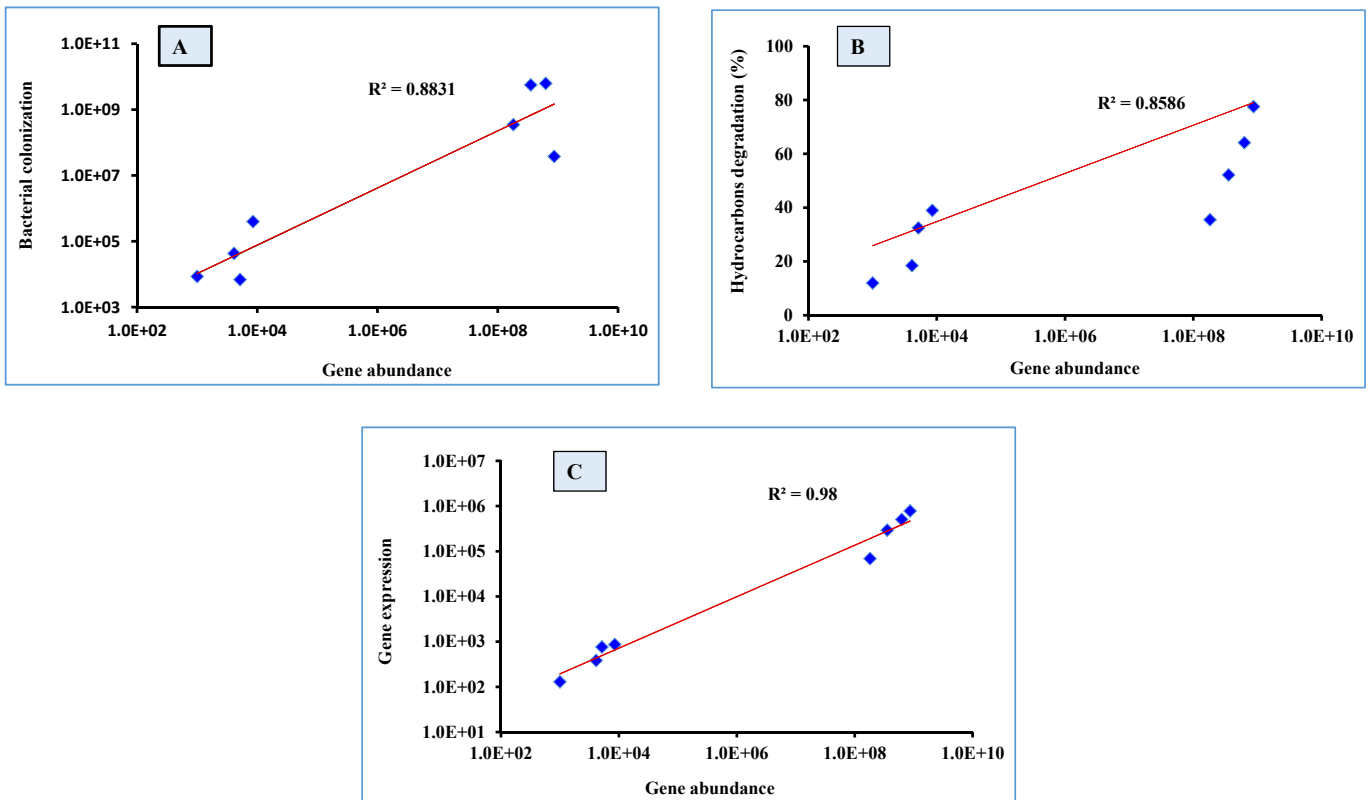 A
R² = 0.8831
Bacterial colonization
1.0E+11
1.0E+09
1.0E+07
1.0E+05
1.0E+03
1.0E+02 1.0E+04 1.0E+06 1.0E+08 1.0E+10
Gene abundance
B
R² = 0.8586
Hydrocarbons degradation (%)
100
80
60
40
20
0
1.0E+02 1.0E+04 1.0E+06 1.0E+08 1.0E+10
Gene abundance
C
R² = 0.98
Gene expression
1.0E+07
1.0E+06
1.0E+05
1.0E+04
1.0E+03
1.0E+02
1.0E+01
1.0E+02 1.0E+04 1.0E+06 1.0E+08 1.0E+10
Gene abundance